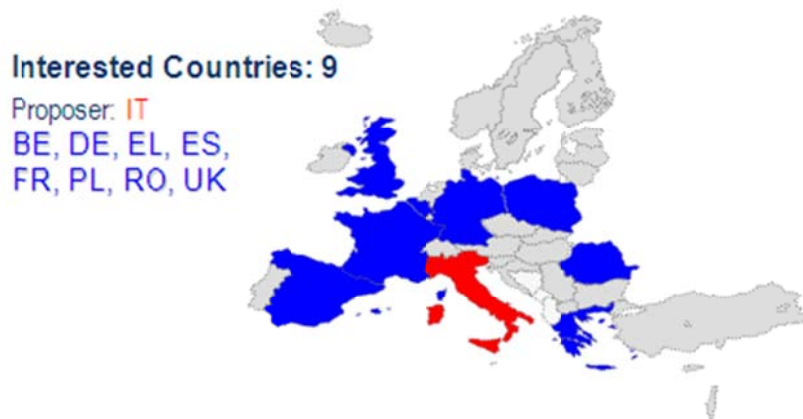 Interested Countries: 9
Proposer: IT
BE, DE, EL, ES,
FR, PL, RO, UK